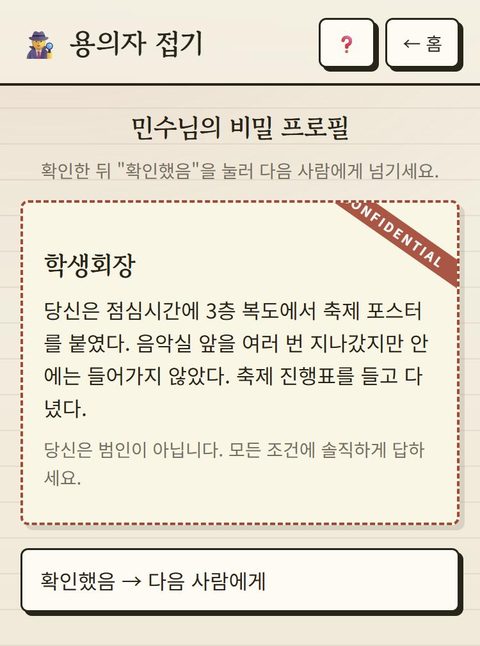 용의자 접기
?
← 홈
민수님의 비밀 프로필
확인한 뒤 "확인했음"을 눌러 다음 사람에게 넘기세요.
CONFIDENTIAL
학생회장
당신은 점심시간에 3층 복도에서 축제 포스터
를 붙였다. 음악실 앞을 여러 번 지나갔지만 안
에는 들어가지 않았다. 축제 진행표를 들고 다
녔다.
당신은 범인이 아닙니다. 모든 조건에 솔직하게 답하
세요.
확인했음 → 다음 사람에게